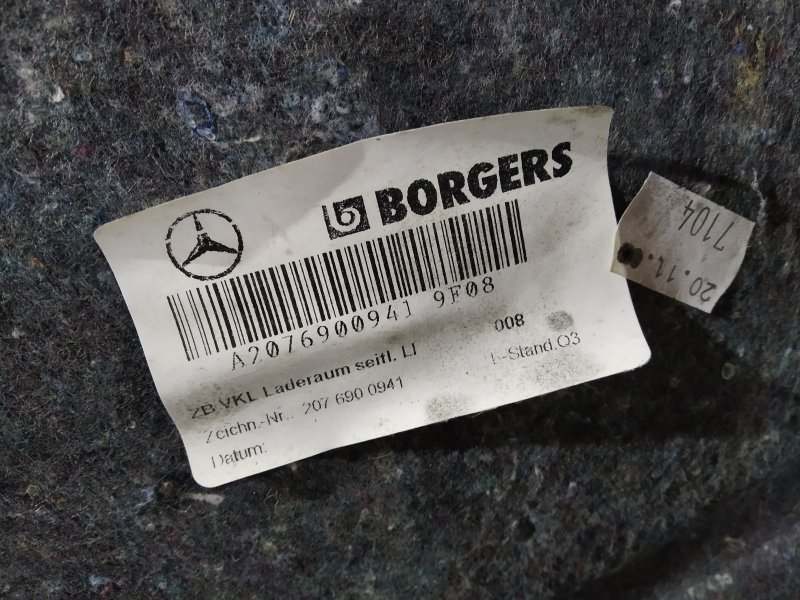 BORGERS
A2076900941 9F08
ZB VKL Laderaum seitl. LI 008
Zeichn.-Nr.: 207 690 0941 E-Stand.Q3
Datum:
7104
20.11.